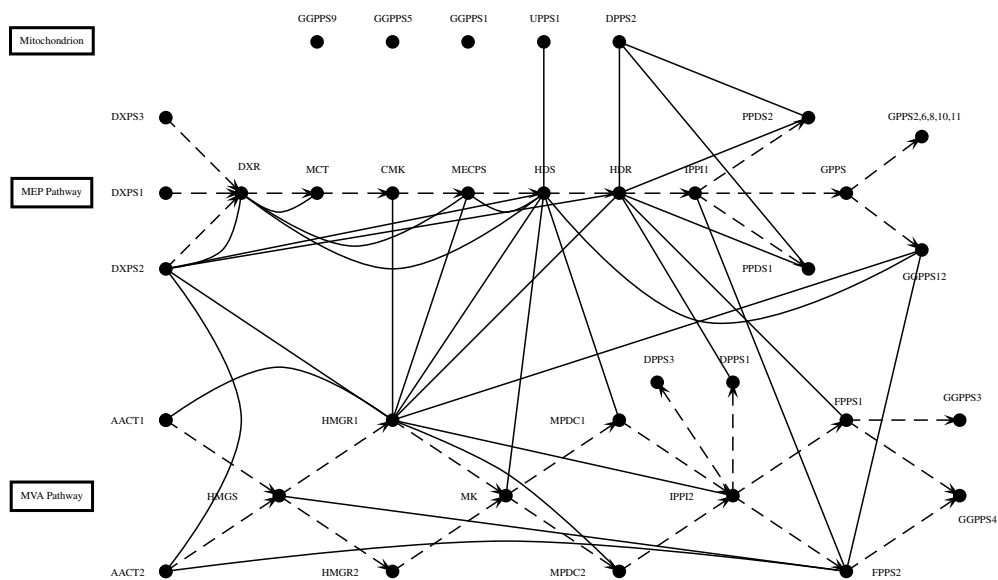 GGPPS9 GGPPS5 GGPPS1 UPPS1 DPPS2
Mitochondrion
DXPS3 PPDS2 GPPS2,6,8,10,11
DXR MCT CMK MECPS HDS HDR IPPI1 GPPS
MEP Pathway DXPS1
DXPS2 PPDS1 GGPPS12
DPPS3 DPPS1
AACT1 HMGR1 MPDC1 FPPS1 GGPPS3
MVA Pathway HMGS MK IPPI2
GGPPS4
AACT2 HMGR2 MPDC2 FPPS2